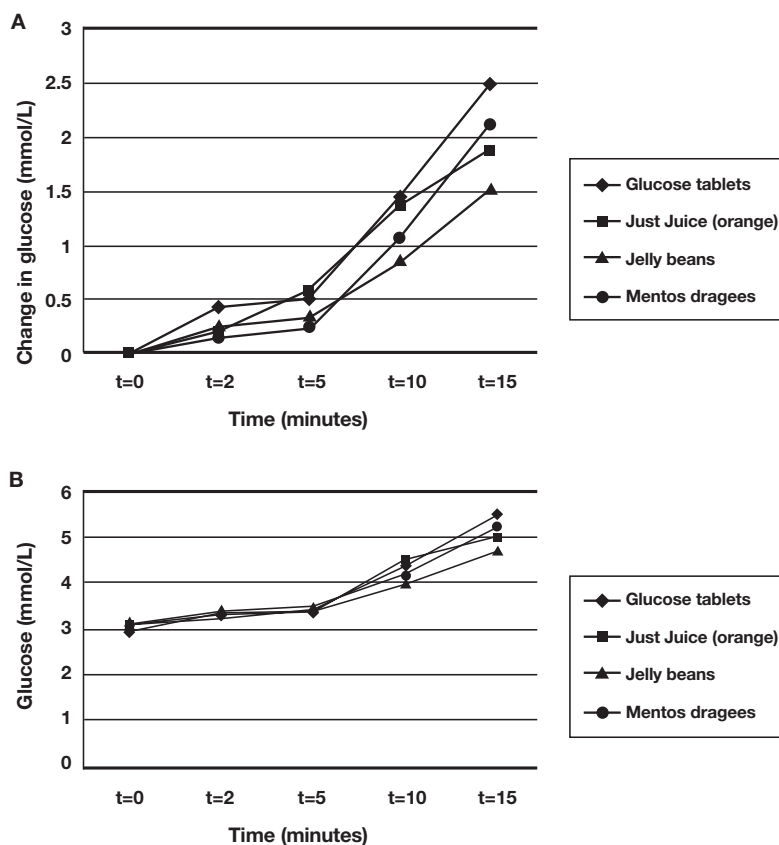 A
3
2.5
2
1.5
1
0.5
0
Change in glucose (mmol/L)
t=0 t=2 t=5 t=10 t=15
Time (minutes)
Glucose tablets
Just Juice (orange)
Jelly beans
Mentos dragees
B
6
5
4
3
2
1
0
Glucose (mmol/L)
t=0 t=2 t=5 t=10 t=15
Time (minutes)
Glucose tablets
Just Juice (orange)
Jelly beans
Mentos dragees